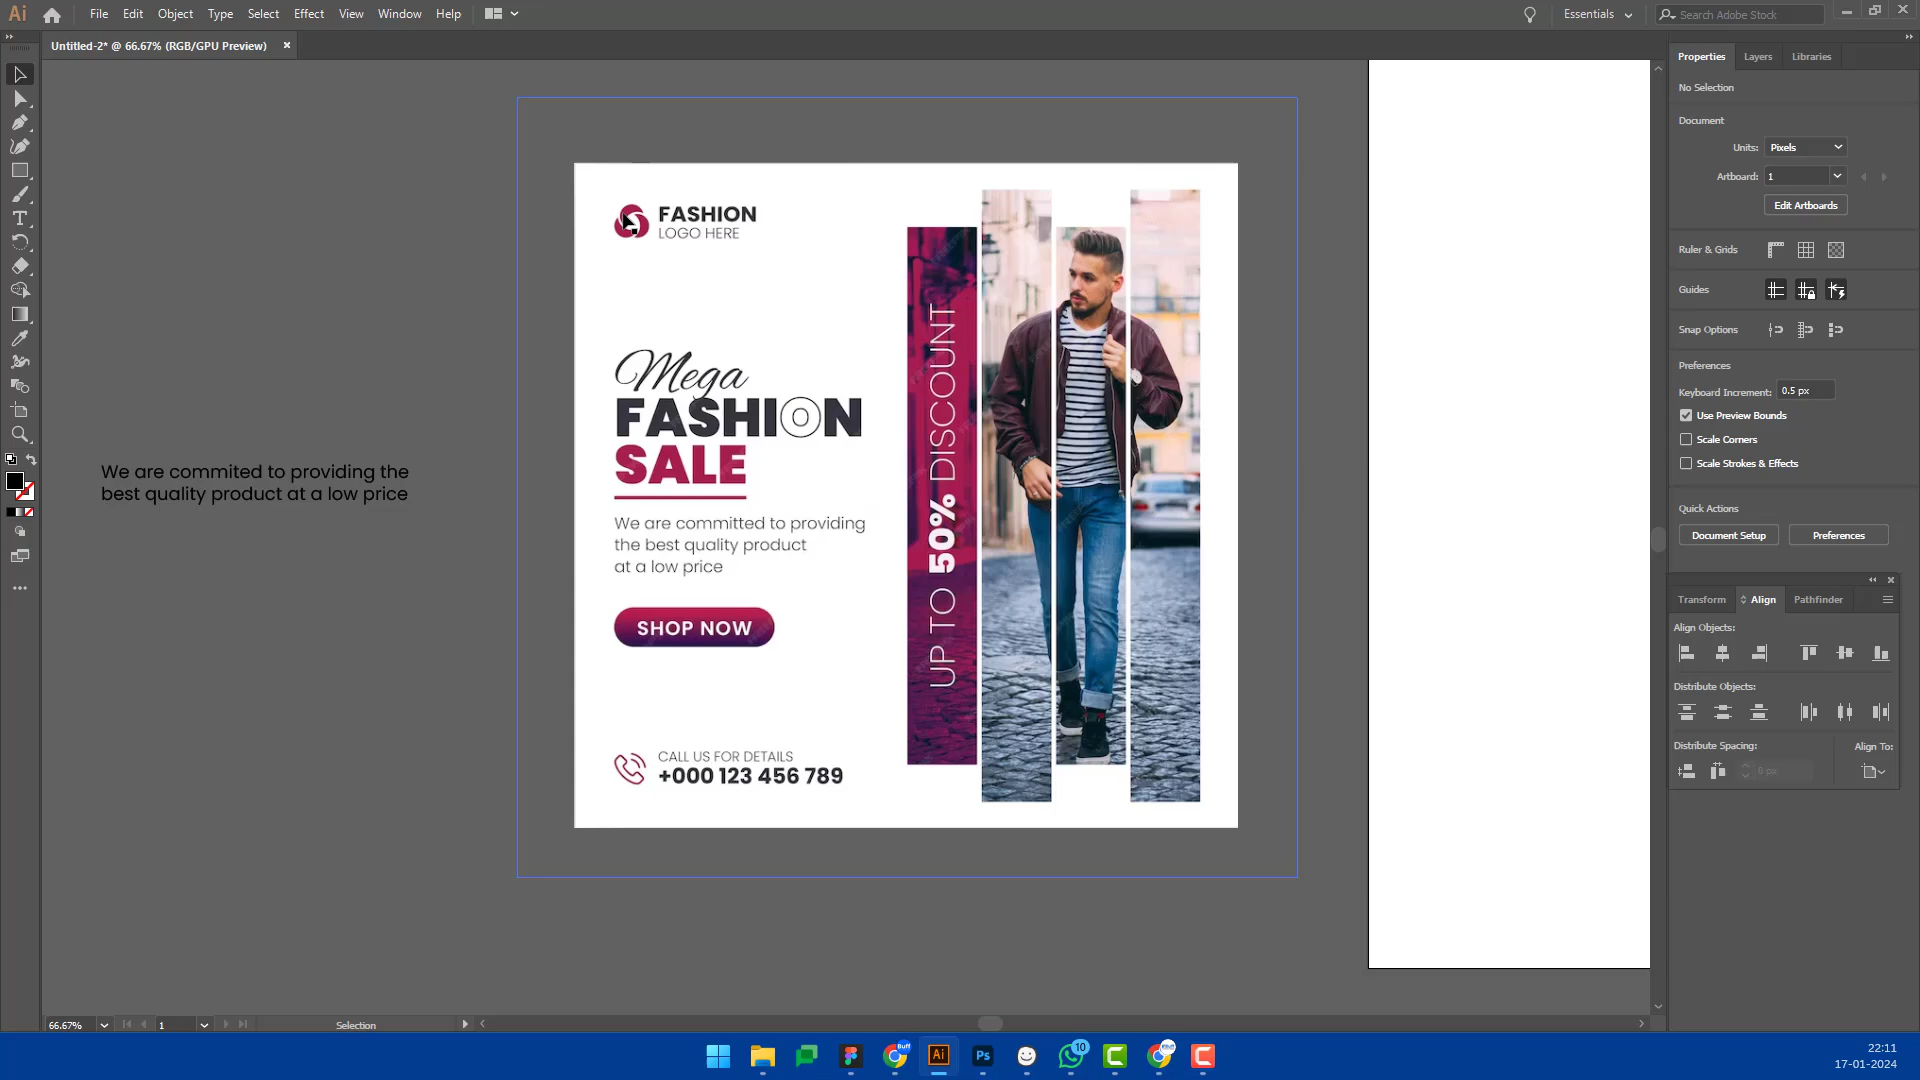 Ai
File Edit Object Type Select Effect View Window Help
Essentials
Search Adobe Stock
Untitled-2* @ 66.67% (RGB/GPU Preview)
FASHION
LOGO HERE
Mega
FASHION
SALE
We are committed to providing
the best quality product
at a low price
SHOP NOW
CALL US FOR DETAILS
+000 123 456 789
UP TO 50% DISCOUNT
We are commited to providing the
best quality product at a low price
Properties Layers Libraries
No Selection
Document
Units: Pixels
Artboard: 1
Edit Artboards
Ruler & Grids
Guides
Snap Options
Preferences
Keyboard Increment: 0.5 px
Use Preview Bounds
Scale Corners
Scale Strokes & Effects
Quick Actions
Document Setup Preferences
Transform Align Pathfinder
Align Objects:
Distribute Objects:
Distribute Spacing: Align To:
0 px
66.67% 1 Selection
Buff
Ai
Ps
10
22:11
17-01-2024